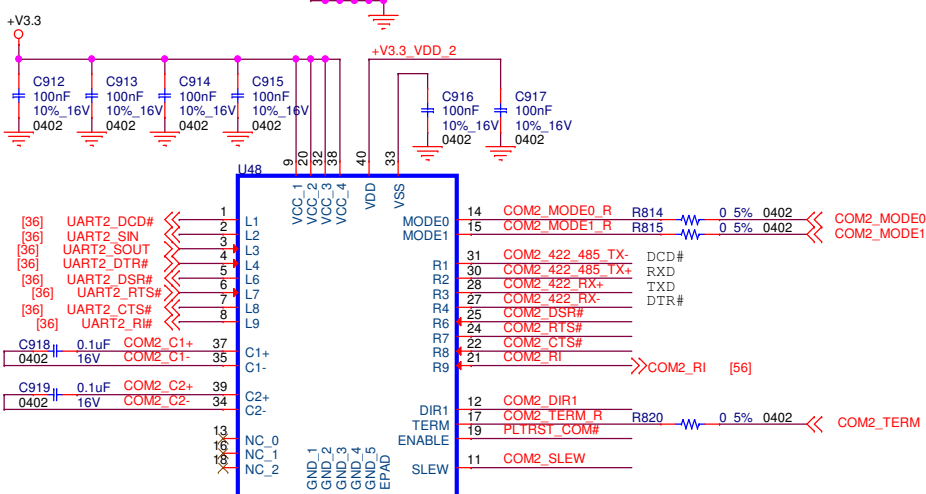 +V3.3
+V3.3_VDD_2
C912
100nF
10%_16V
0402
C913
100nF
10%_16V
0402
C914
100nF
10%_16V
0402
C915
100nF
10%_16V
0402
C916
100nF
10%_16V
0402
C917
100nF
10%_16V
0402
9
20
32
38
40
33
U48
VCC_1
VCC_2
VCC_3
VCC_4
VDD
VSS
[36] UART2_DCD# 1 L1
[36] UART2_SIN 2 L2
[36] UART2_SOUT 3 L3
[36] UART2_DTR# 4 L4
[36] UART2_DSR# 5 L6
[36] UART2_RTS# 6 L7
[36] UART2_CTS# 7 L8
[36] UART2_RI# 8 L9
C918 0.1uF COM2_C1+ 37 C1+
0402 16V COM2_C1- 35 C1-
C919 0.1uF COM2_C2+ 39 C2+
0402 16V COM2_C2- 34 C2-
13 NC_0
16 NC_1
18 NC_2
GND_1
GND_2
GND_3
GND_4
GND_5
EPAD
MODE0 14 COM2_MODE0_R R814 0 5% 0402 COM2_MODE0
MODE1 15 COM2_MODE1_R R815 0 5% 0402 COM2_MODE1
R1 31 COM2_422_485_TX- DCD#
R2 30 COM2_422_485_TX+ RXD
R3 28 COM2_422_RX+ TXD
R4 27 COM2_422_RX- DTR#
R6 25 COM2_DSR#
R7 24 COM2_RTS#
R8 22 COM2_CTS#
R9 21 COM2_RI COM2_RI [56]
DIR1 12 COM2_DIR1
TERM 17 COM2_TERM_R R820 0 5% 0402 COM2_TERM
ENABLE 19 PLTRST_COM#
SLEW 11 COM2_SLEW